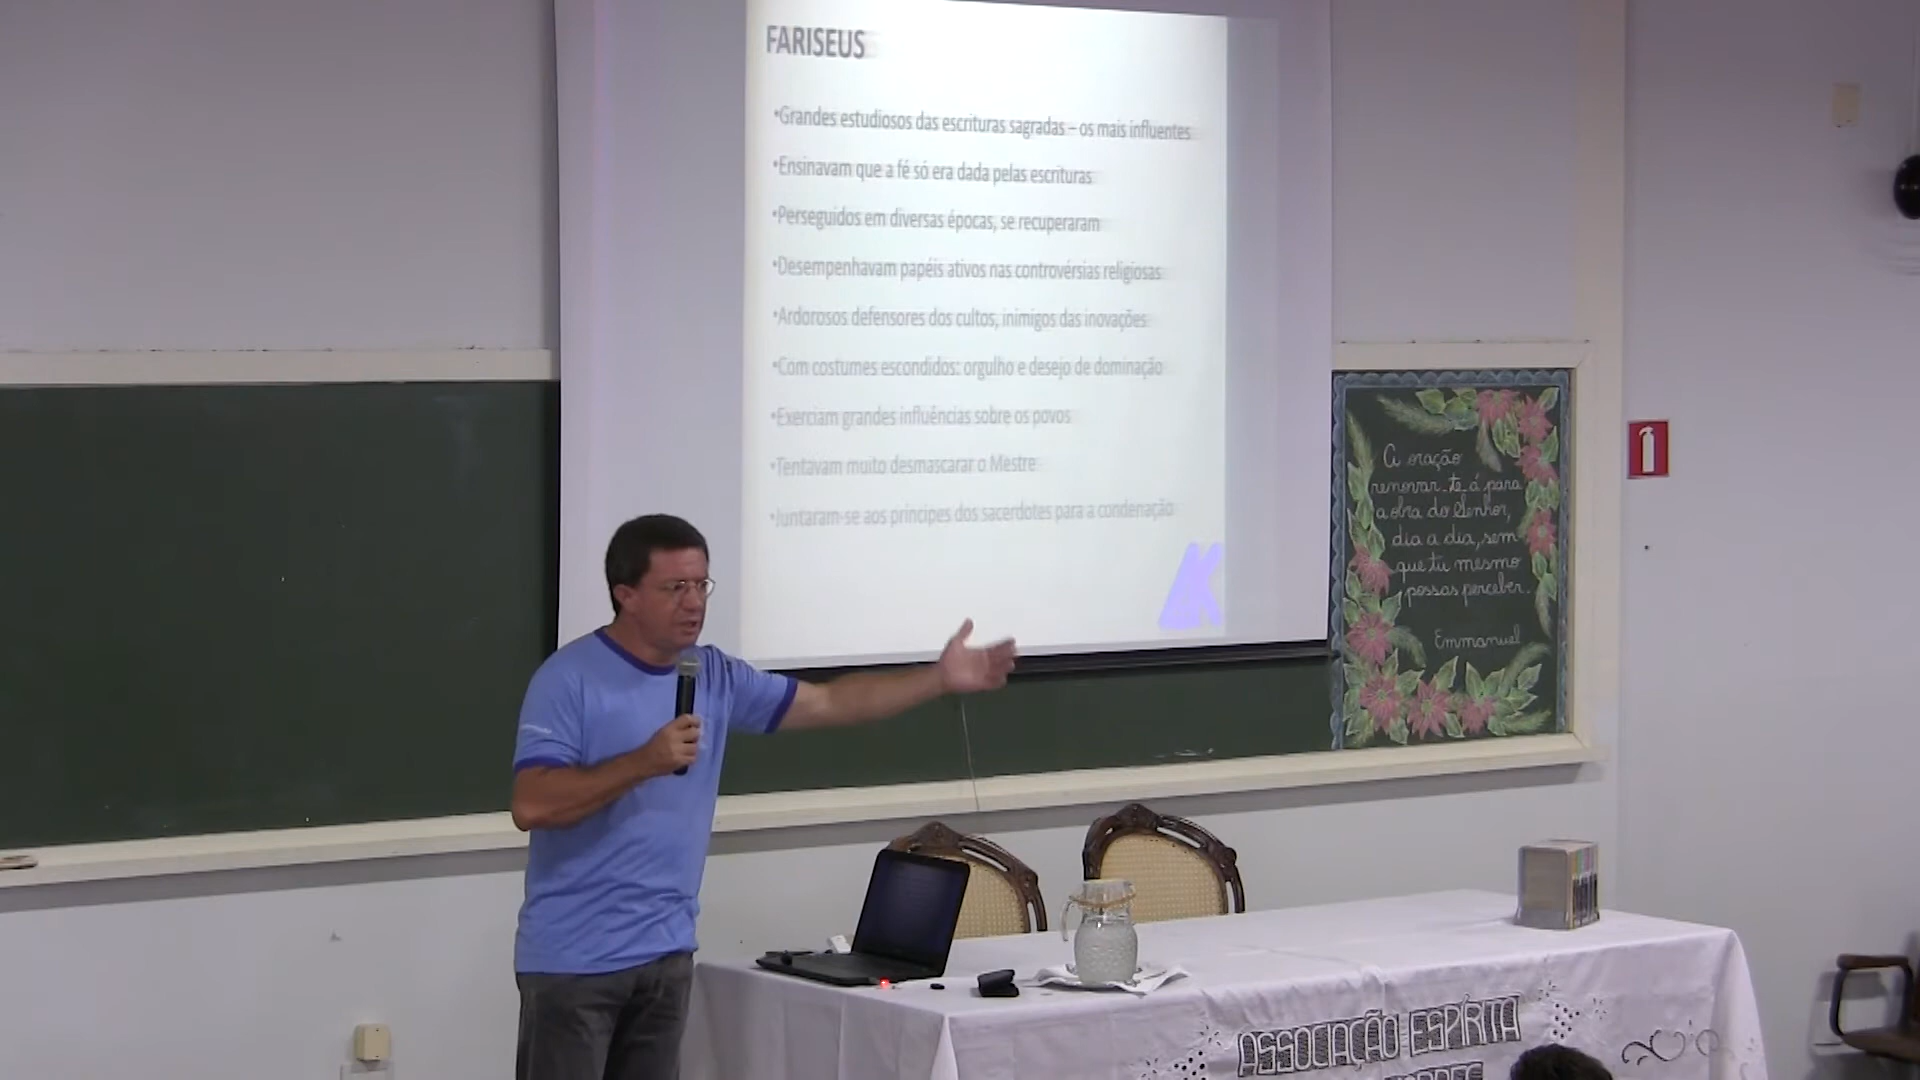 FARISEUS
•Grandes estudiosos das escrituras sagradas – os mais influentes
•Ensinavam que a fé só era dada pelas escrituras
•Perseguidos em diversas épocas, se recuperaram
•Desempenhavam papéis ativos nas controvérsias religiosas
•Ardorosos defensores dos cultos, inimigos das inovações
•Com costumes escondidos: orgulho e desejo de dominação
•Exerciam grandes influências sobre os povos
•Tentavam muito desmascarar o Mestre
•Juntaram-se aos principes dos sacerdotes para a condenação
AK
A oração
renovar-te-á para
a obra do Senhor,
dia a dia, sem
que tu mesmo
possas perceber.
Emmanuel
ASSOCIAÇÃO ESPÍRITA